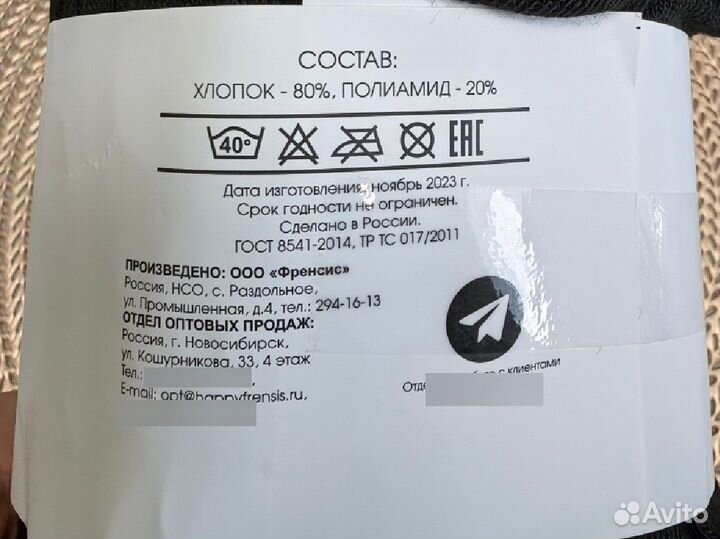 СОСТАВ:
ХЛОПОК - 80%, ПОЛИАМИД - 20%
40° EAC
Дата изготовления, ноябрь 2023 г.
Срок годности не ограничен.
Сделано в России.
ГОСТ 8541-2014, ТР ТС 017/2011
ПРОИЗВЕДЕНО: ООО «Френсис»
Россия, НСО, с. Раздольное,
ул. Промышленная, д.4, тел.: 294-16-13
ОТДЕЛ ОПТОВЫХ ПРОДАЖ:
Россия, г. Новосибирск,
ул. Кошурникова, 33, 4 этаж
Тел.:
E-mail: opt@happyfrensis.ru,
с клиентами
Avito